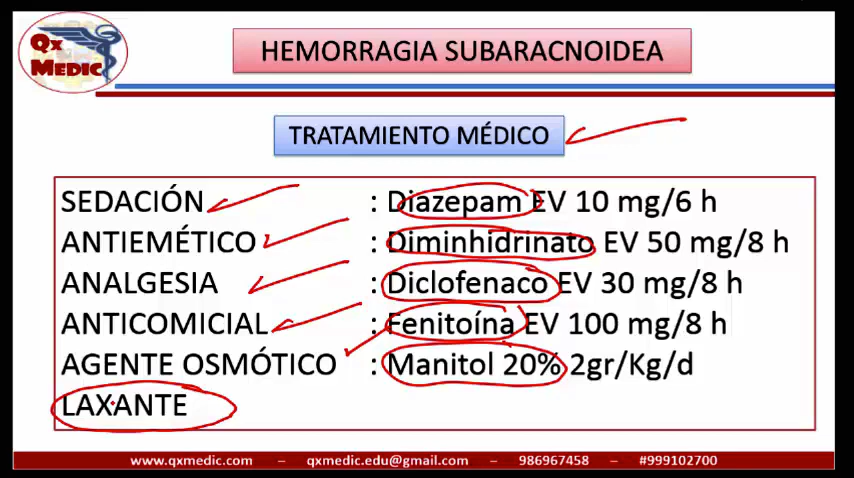 Qx
MEDIC
HEMORRAGIA SUBARACNOIDEA
TRATAMIENTO MÉDICO
SEDACIÓN : Diazepam EV 10 mg/6 h
ANTIEMÉTICO : Diminhidrinato EV 50 mg/8 h
ANALGESIA : Diclofenaco EV 30 mg/8 h
ANTICOMICIAL : Fenitoína EV 100 mg/8 h
AGENTE OSMÓTICO : Manitol 20% 2gr/Kg/d
LAXANTE
www.qxmedic.com – qxmedic.edu@gmail.com – 986967458 – #999102700